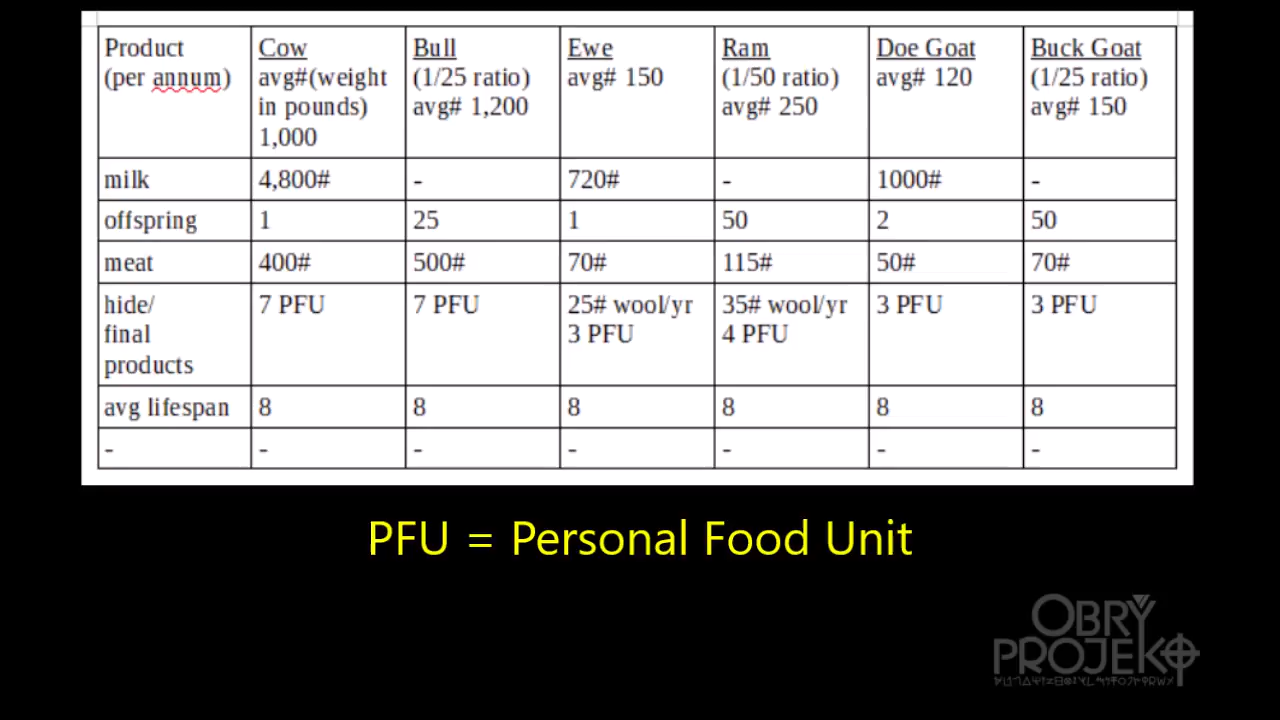 Product (per annum) | Cow avg#(weight in pounds) 1,000 | Bull (1/25 ratio) avg# 1,200 | Ewe avg# 150 | Ram (1/50 ratio) avg# 250 | Doe Goat avg# 120 | Buck Goat (1/25 ratio) avg# 150
milk | 4,800# | - | 720# | - | 1000# | -
offspring | 1 | 25 | 1 | 50 | 2 | 50
meat | 400# | 500# | 70# | 115# | 50# | 70#
hide/ final products | 7 PFU | 7 PFU | 25# wool/yr 3 PFU | 35# wool/yr 4 PFU | 3 PFU | 3 PFU
avg lifespan | 8 | 8 | 8 | 8 | 8 | 8
- | - | - | - | - | - | -
PFU = Personal Food Unit
OBRY
PROJEKT